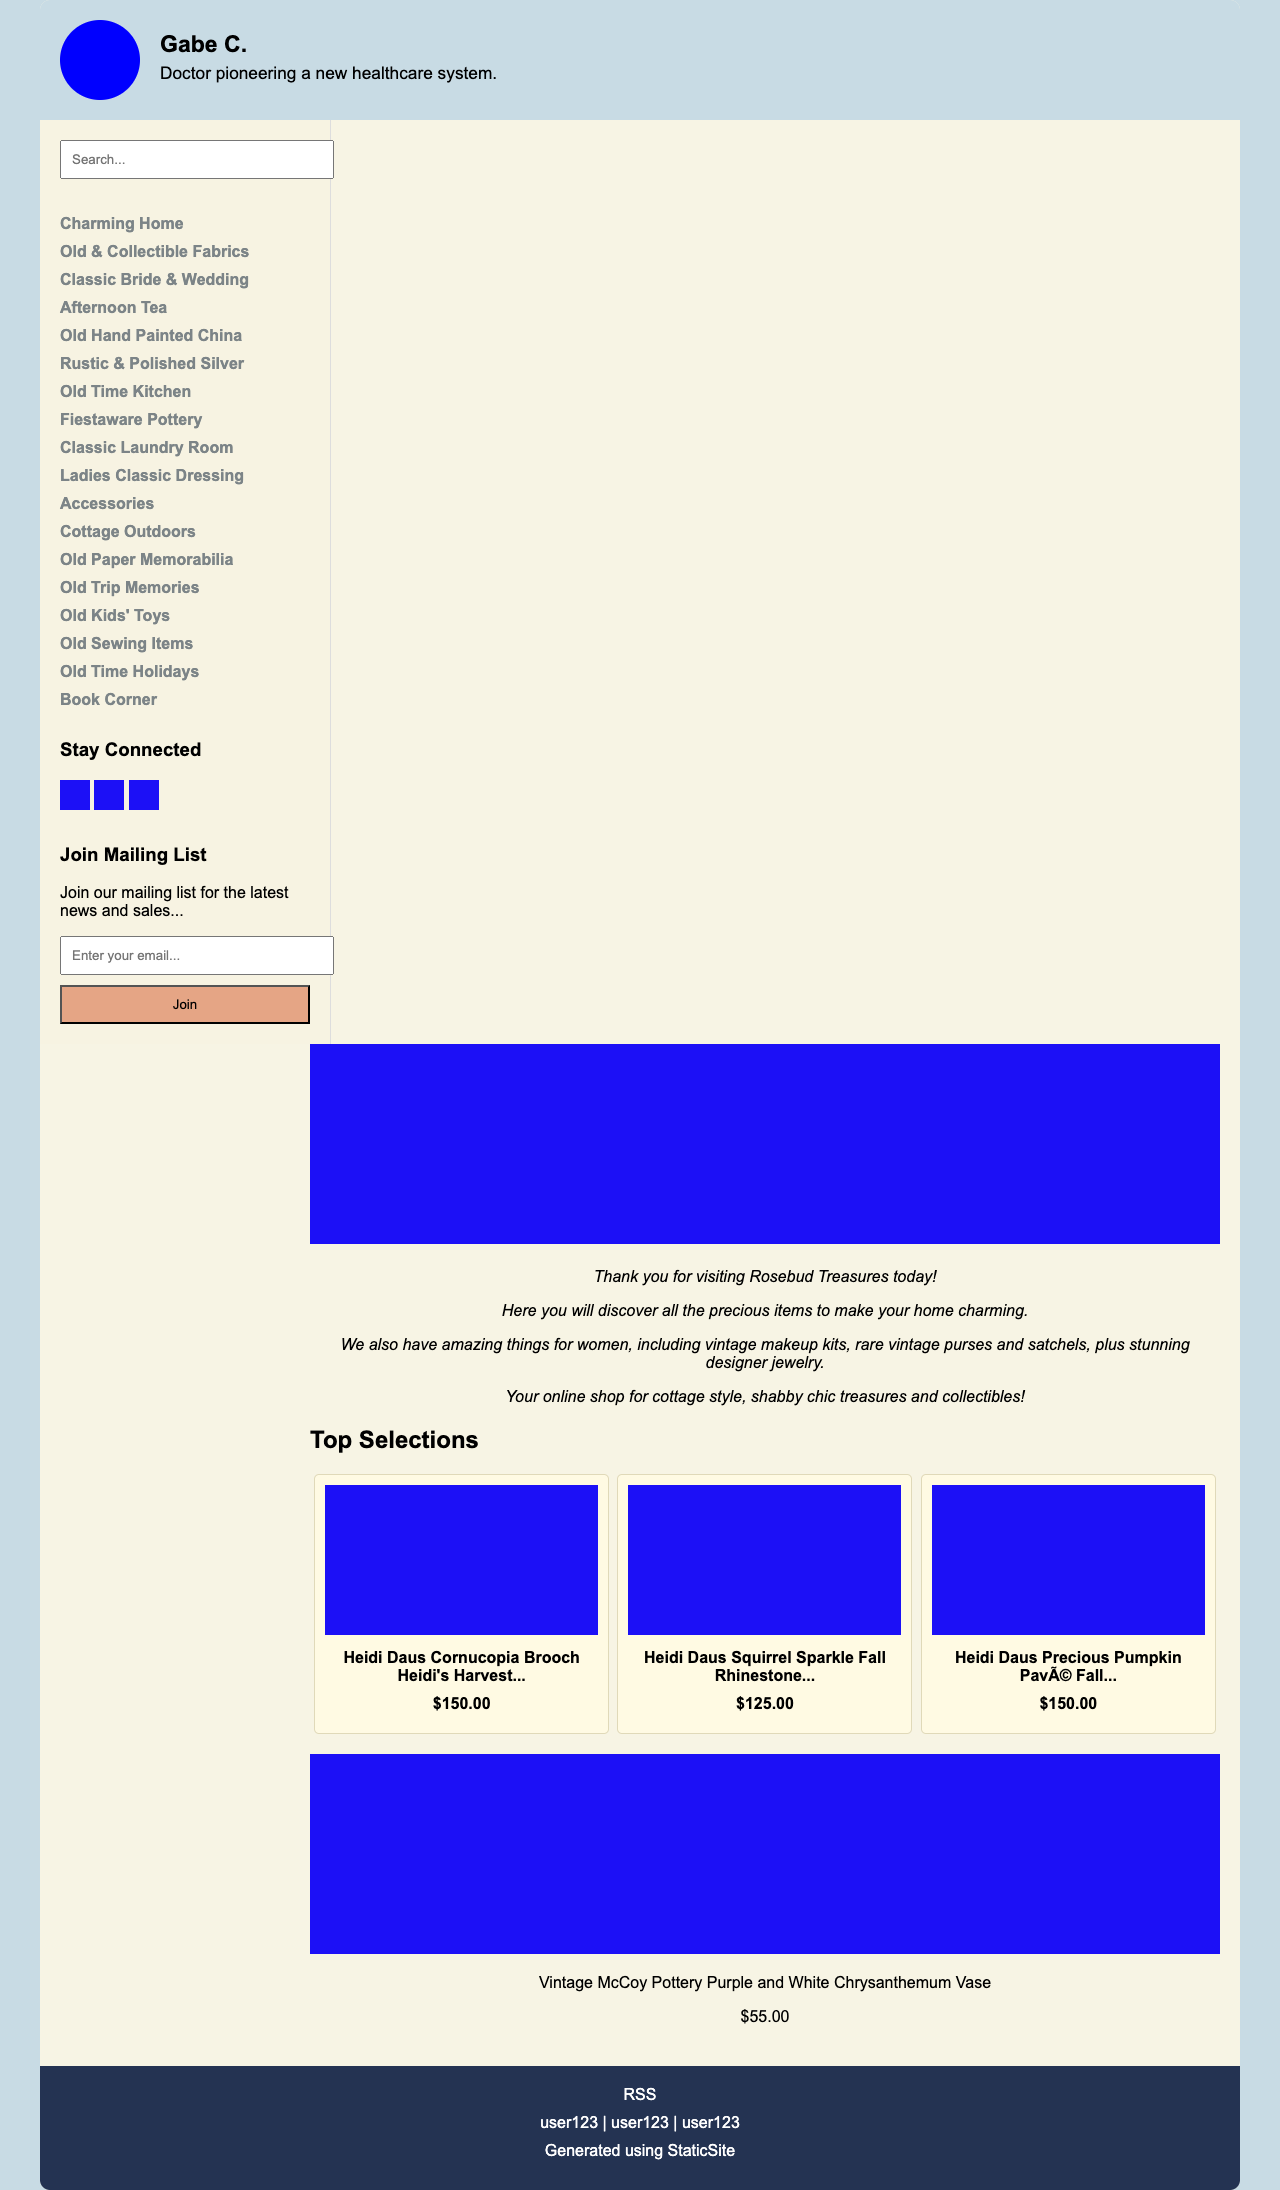 Gabe C.
Doctor pioneering a new healthcare system.
Search...
Charming Home
Old & Collectible Fabrics
Classic Bride & Wedding
Afternoon Tea
Old Hand Painted China
Rustic & Polished Silver
Old Time Kitchen
Fiestaware Pottery
Classic Laundry Room
Ladies Classic Dressing
Accessories
Cottage Outdoors
Old Paper Memorabilia
Old Trip Memories
Old Kids' Toys
Old Sewing Items
Old Time Holidays
Book Corner
Stay Connected
Join Mailing List
Join our mailing list for the latest
news and sales...
Enter your email...
Join
Thank you for visiting Rosebud Treasures today!
Here you will discover all the precious items to make your home charming.
We also have amazing things for women, including vintage makeup kits, rare vintage purses and satchels, plus stunning
designer jewelry.
Your online shop for cottage style, shabby chic treasures and collectibles!
Top Selections
Heidi Daus Cornucopia Brooch
Heidi's Harvest...
$150.00
Heidi Daus Squirrel Sparkle Fall
Rhinestone...
$125.00
Heidi Daus Precious Pumpkin
PavÃ© Fall...
$150.00
Vintage McCoy Pottery Purple and White Chrysanthemum Vase
$55.00
RSS
user123 | user123 | user123
Generated using StaticSite